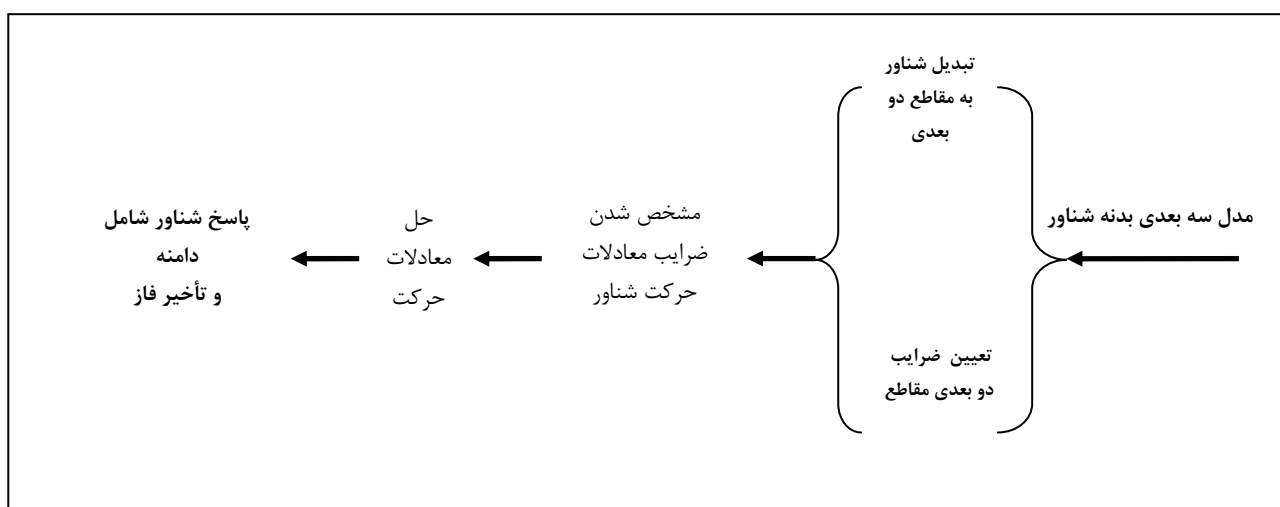 مدل سه بعدی بدنه شناور
تبدیل شناور
به مقاطع دو
بعدی
تعیین ضرایب
دو بعدی مقاطع
مشخص شدن
ضرایب معادلات
حرکت شناور
حل
معادلات
حرکت
پاسخ شناور شامل
دامنه
و تأخیر فاز